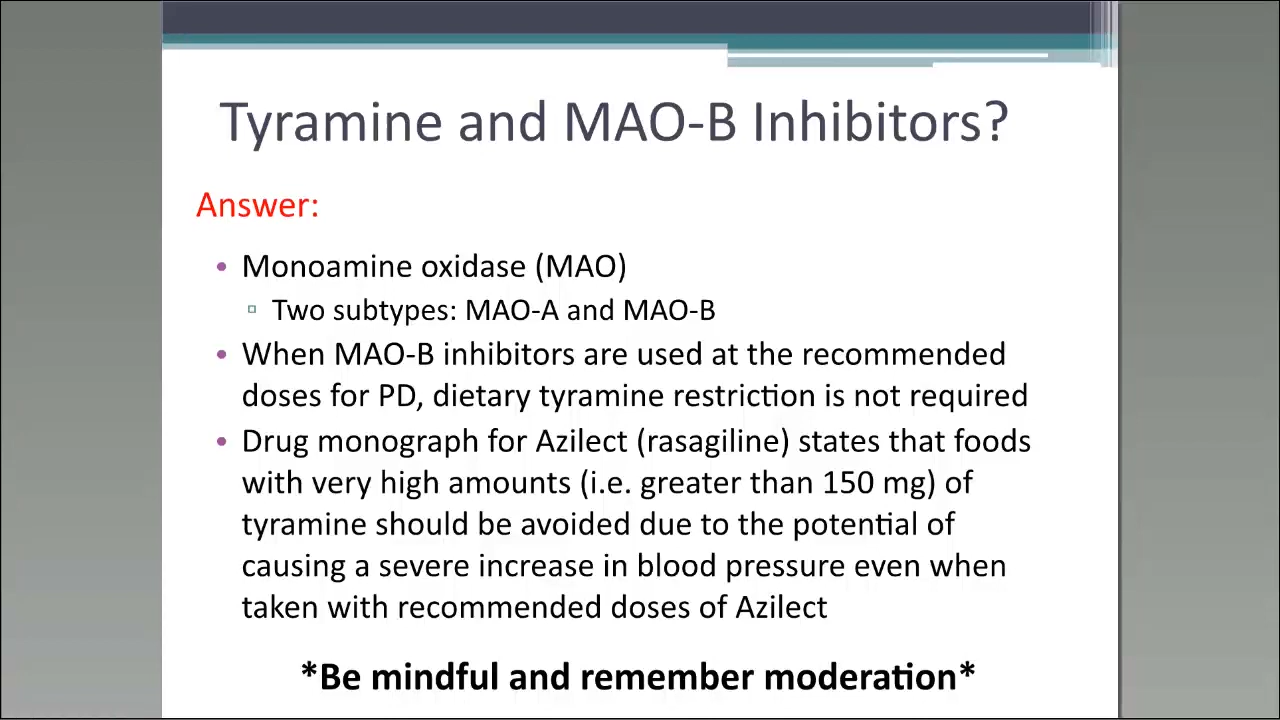 Tyramine and MAO-B Inhibitors?
Answer:
• Monoamine oxidase (MAO)
▫ Two subtypes: MAO-A and MAO-B
• When MAO-B inhibitors are used at the recommended
doses for PD, dietary tyramine restriction is not required
• Drug monograph for Azilect (rasagiline) states that foods
with very high amounts (i.e. greater than 150 mg) of
tyramine should be avoided due to the potential of
causing a severe increase in blood pressure even when
taken with recommended doses of Azilect
*Be mindful and remember moderation*